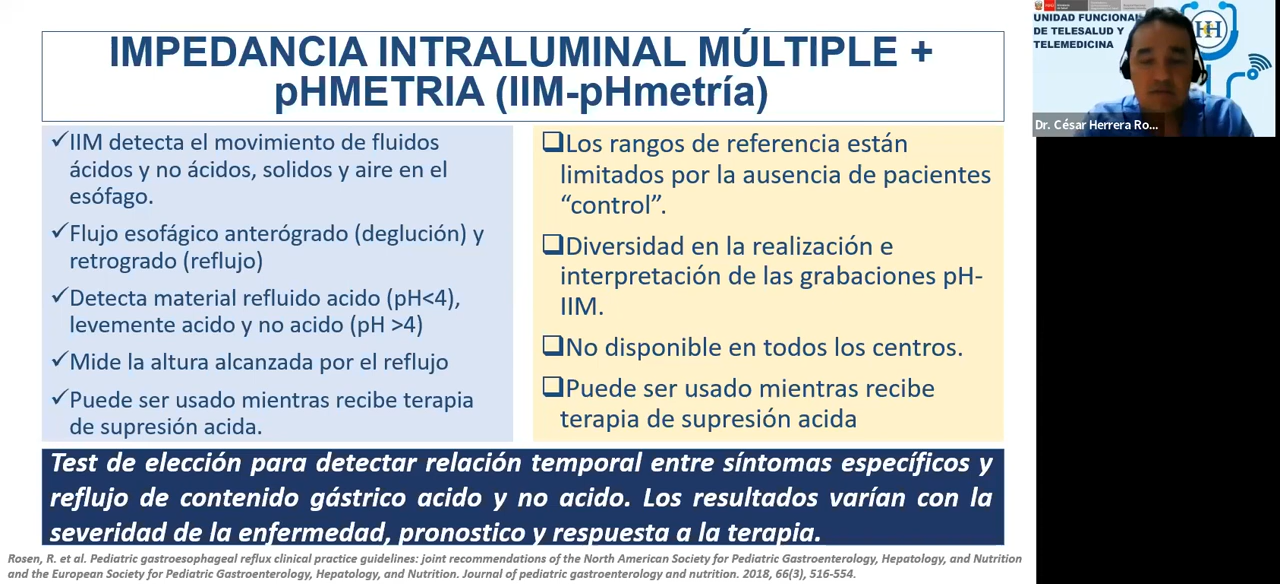 IMPEDANCIA INTRALUMINAL MÚLTIPLE +
pHMETRIA (IIM-pHmetría)
✓IIM detecta el movimiento de fluidos
ácidos y no ácidos, solidos y aire en el
esófago.
✓Flujo esofágico anterógrado (deglución) y
retrogrado (reflujo)
✓Detecta material refluido acido (pH<4),
levemente acido y no acido (pH >4)
✓Mide la altura alcanzada por el reflujo
✓Puede ser usado mientras recibe terapia
de supresión acida.
❑Los rangos de referencia están
limitados por la ausencia de pacientes
“control”.
❑Diversidad en la realización e
interpretación de las grabaciones pH-
IIM.
❑No disponible en todos los centros.
❑Puede ser usado mientras recibe
terapia de supresión acida
Test de elección para detectar relación temporal entre síntomas específicos y
reflujo de contenido gástrico acido y no acido. Los resultados varían con la
severidad de la enfermedad, pronostico y respuesta a la terapia.
Rosen, R. et al. Pediatric gastroesophageal reflux clinical practice guidelines: joint recommendations of the North American Society for Pediatric Gastroenterology, Hepatology, and Nutrition
and the European Society for Pediatric Gastroenterology, Hepatology, and Nutrition. Journal of pediatric gastroenterology and nutrition. 2018, 66(3), 516-554.
UNIDAD FUNCIONAL
DE TELESALUD Y
TELEMEDICINA
Dr. César Herrera Ro...